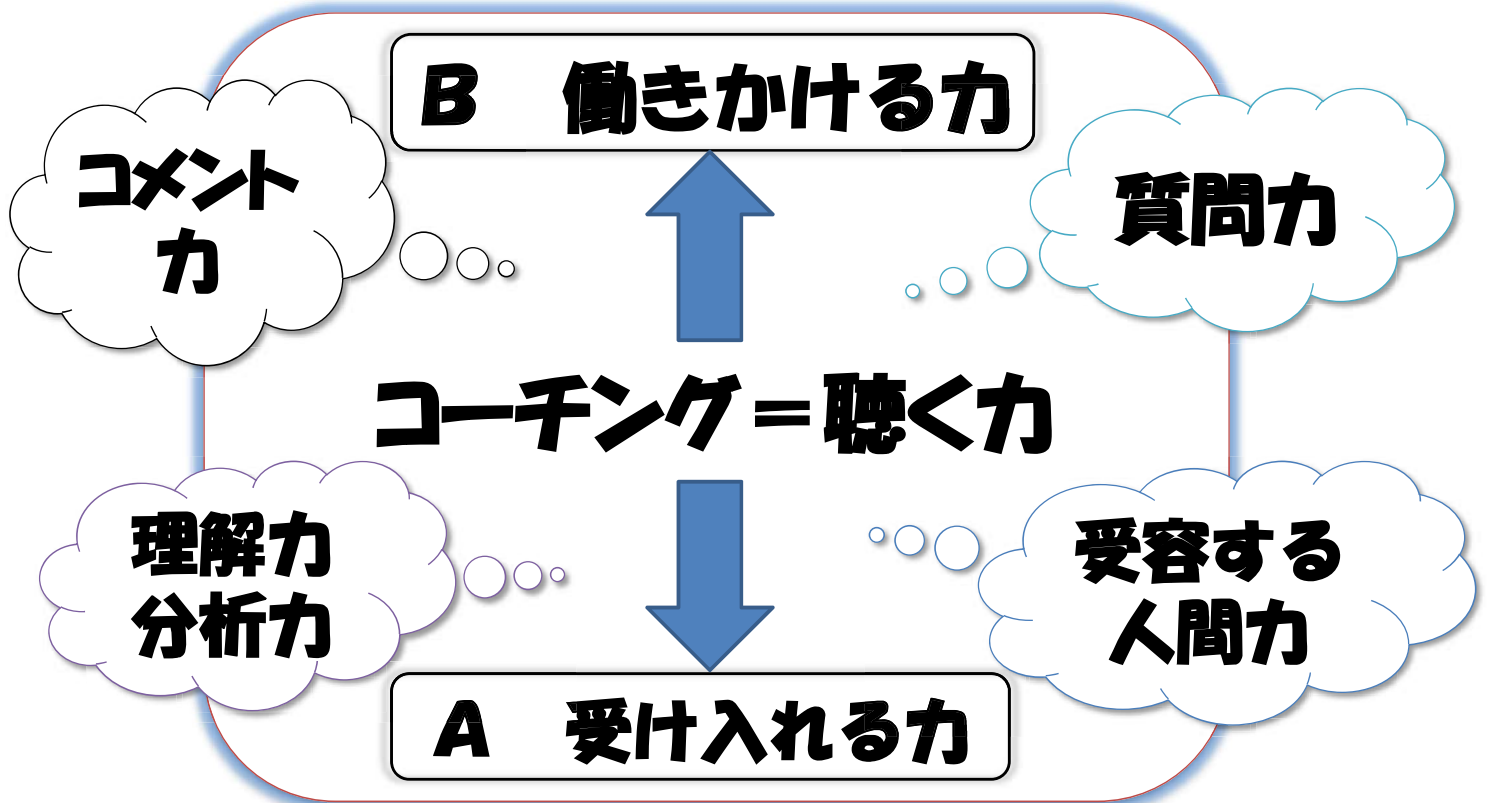 B　働きかける力
コメント
力
質問力
コーチング＝聴く力
理解力
分析力
受容する
人間力
A　受け入れる力